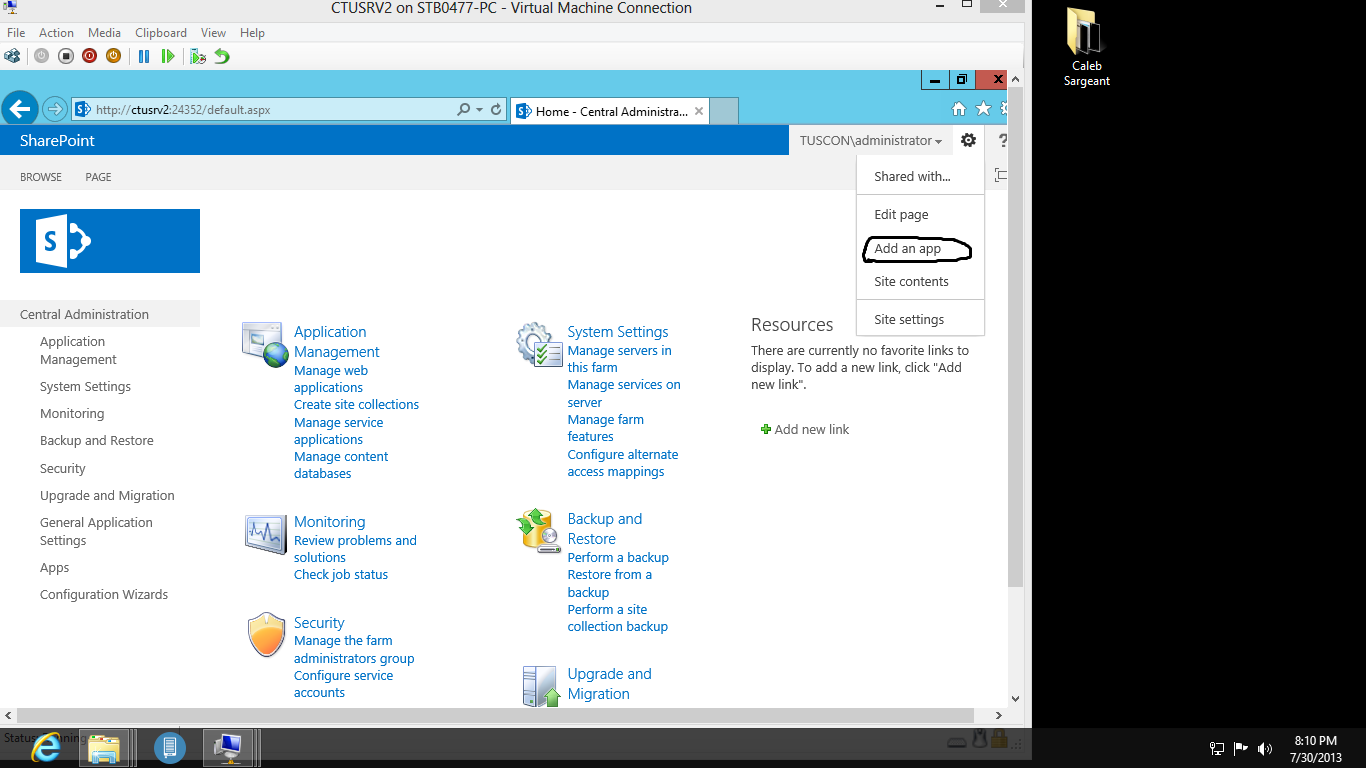 CTUSRV2 on STB0477-PC - Virtual Machine Connection
File Action Media Clipboard View Help
http://ctusrv2:24352/default.aspx
Home - Central Administra...
SharePoint
TUSCON\administrator
?
BROWSE PAGE
Shared with...
Edit page
Add an app
Site contents
Site settings
S
Central Administration
Application
Management
System Settings
Monitoring
Backup and Restore
Security
Upgrade and Migration
General Application
Settings
Apps
Configuration Wizards
Application
Management
Manage web
applications
Create site collections
Manage service
applications
Manage content
databases
Monitoring
Review problems and
solutions
Check job status
Security
Manage the farm
administrators group
Configure service
accounts
System Settings
Manage servers in
this farm
Manage services on
server
Manage farm
features
Configure alternate
access mappings
Backup and
Restore
Perform a backup
Restore from a
backup
Perform a site
collection backup
Upgrade and
Migration
Resources
There are currently no favorite links to
display. To add a new link, click "Add
new link".
Add new link
Caleb
Sargeant
8:10 PM
7/30/2013